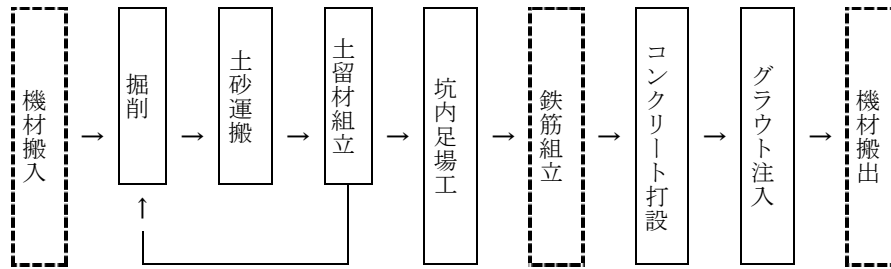 機材搬入
→
掘削
→
土砂運搬
→
土留材組立
→
坑内足場工
→
鉄筋組立
→
コンクリート打設
→
グラウト注入
→
機材搬出
↑